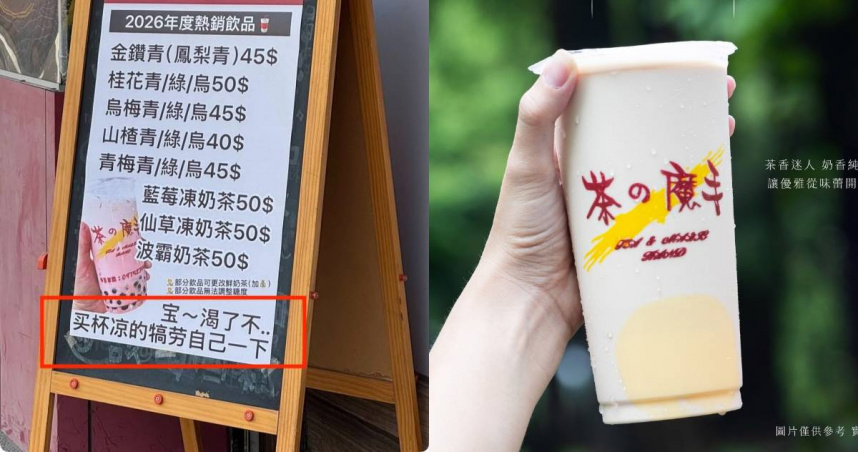 2026年度熱銷飲品
金鑽青(鳳梨青)45$
桂花青/綠/烏50$
烏梅青/綠/烏45$
山楂青/綠/烏40$
青梅青/綠/烏45$
藍莓凍奶茶50$
仙草凍奶茶50$
波霸奶茶50$
部分飲品可更改鮮奶茶(加
部分飲品無法調整糖度
宝～渴了不..
买杯凉的犒劳自己一下
茶の魔手
茶の魔手
茶香迷人 奶香純
讓優雅從味蕾開
圖片僅供參考 實